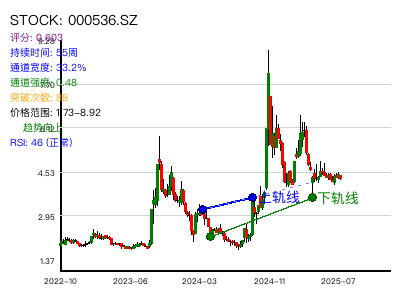 STOCK: 000536.SZ
评分: 0.603
9.28
持续时间: 55周
通道宽度: 33.2%
通道强度: 0.48
突破次数: 88
价格范围: 1.73–8.92
趋势向上
RSI: 46 (正常)
4.53
2.95
1.37
上轨线
下轨线
2022–10
2023–06
2024–03
2024–11
2025–07